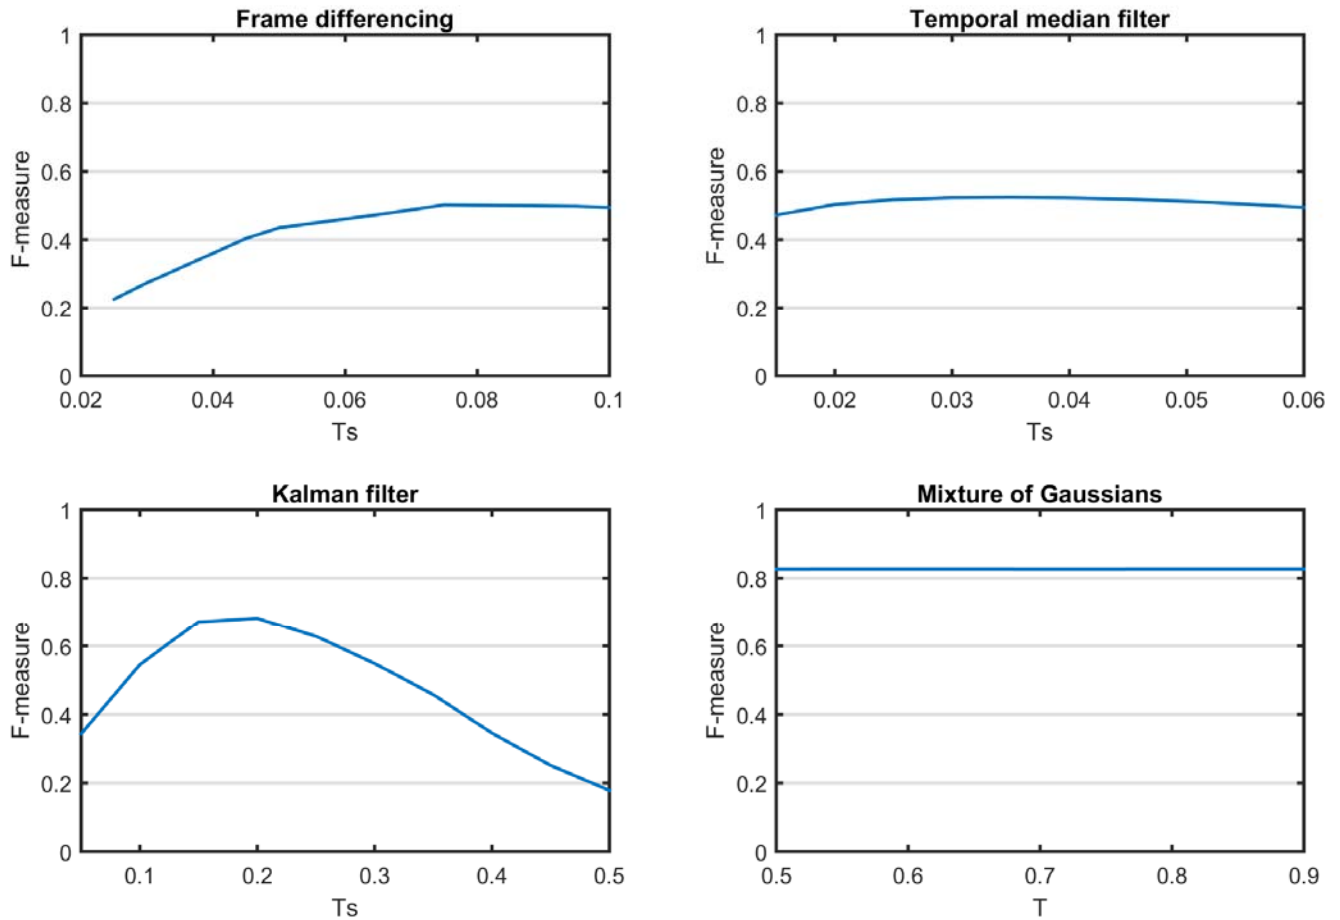 Frame differencing
1
0.8
0.6
0.4
0.2
0
F-measure
0.02 0.04 0.06 0.08 0.1
Ts
Temporal median filter
1
0.8
0.6
0.4
0.2
0
F-measure
0.02 0.03 0.04 0.05 0.06
Ts
Kalman filter
1
0.8
0.6
0.4
0.2
0
F-measure
0.1 0.2 0.3 0.4 0.5
Ts
Mixture of Gaussians
1
0.8
0.6
0.4
0.2
0
F-measure
0.5 0.6 0.7 0.8 0.9
T